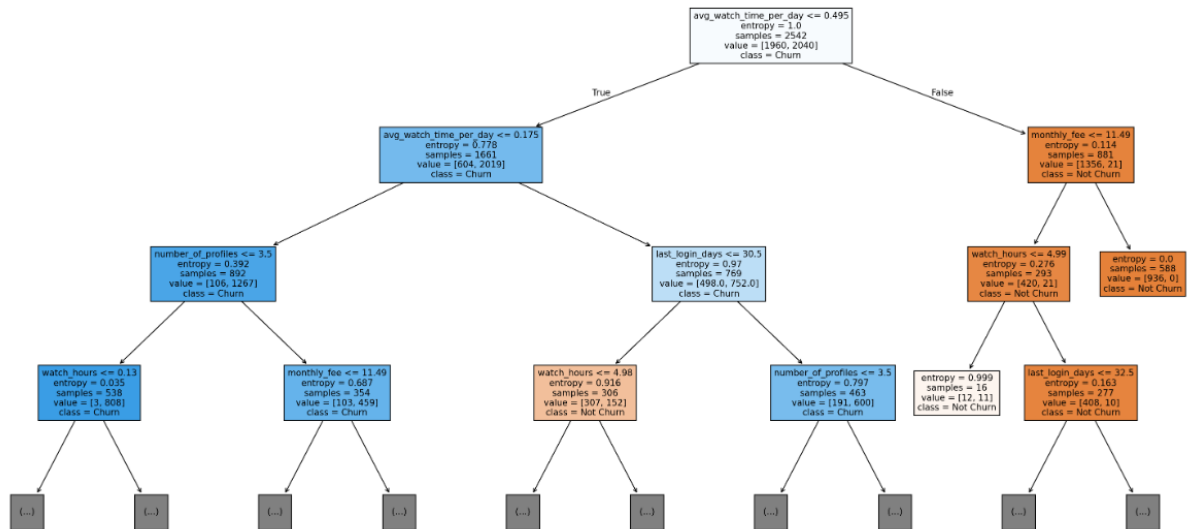 avg_watch_time_per_day <= 0.495
entropy = 1.0
samples = 2542
value = [1960, 2040]
class = Churn
True
False
avg_watch_time_per_day <= 0.175
entropy = 0.778
samples = 1661
value = [604, 2019]
class = Churn
monthly_fee <= 11.49
entropy = 0.114
samples = 881
value = [1356, 21]
class = Not Churn
number_of_profiles <= 3.5
entropy = 0.392
samples = 892
value = [106, 1267]
class = Churn
last_login_days <= 30.5
entropy = 0.97
samples = 769
value = [498.0, 752.0]
class = Churn
watch_hours <= 4.99
entropy = 0.276
samples = 293
value = [420, 21]
class = Not Churn
entropy = 0.0
samples = 588
value = [936, 0]
class = Not Churn
watch_hours <= 0.13
entropy = 0.035
samples = 538
value = [3, 808]
class = Churn
monthly_fee <= 11.49
entropy = 0.687
samples = 354
value = [103, 459]
class = Churn
watch_hours <= 4.98
entropy = 0.916
samples = 306
value = [307, 152]
class = Not Churn
number_of_profiles <= 3.5
entropy = 0.797
samples = 463
value = [191, 600]
class = Churn
entropy = 0.999
samples = 16
value = [12, 11]
class = Not Churn
last_login_days <= 32.5
entropy = 0.163
samples = 277
value = [408, 10]
class = Not Churn
(...)
(...)
(...)
(...)
(...)
(...)
(...)
(...)
(...)
(...)